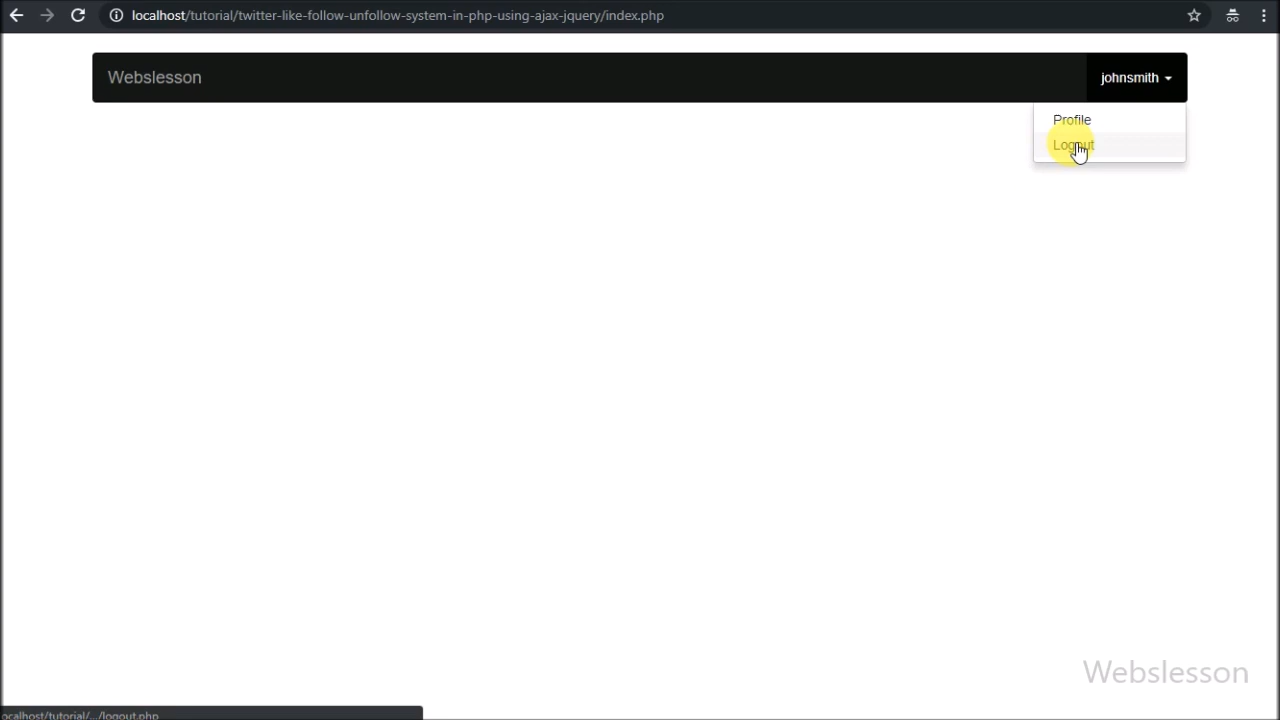 localhost/tutorial/twitter-like-follow-unfollow-system-in-php-using-ajax-jquery/index.php
Webslesson
johnsmith
Profile
Logout
Webslesson
ocalhost/tutorial/.../logout.php